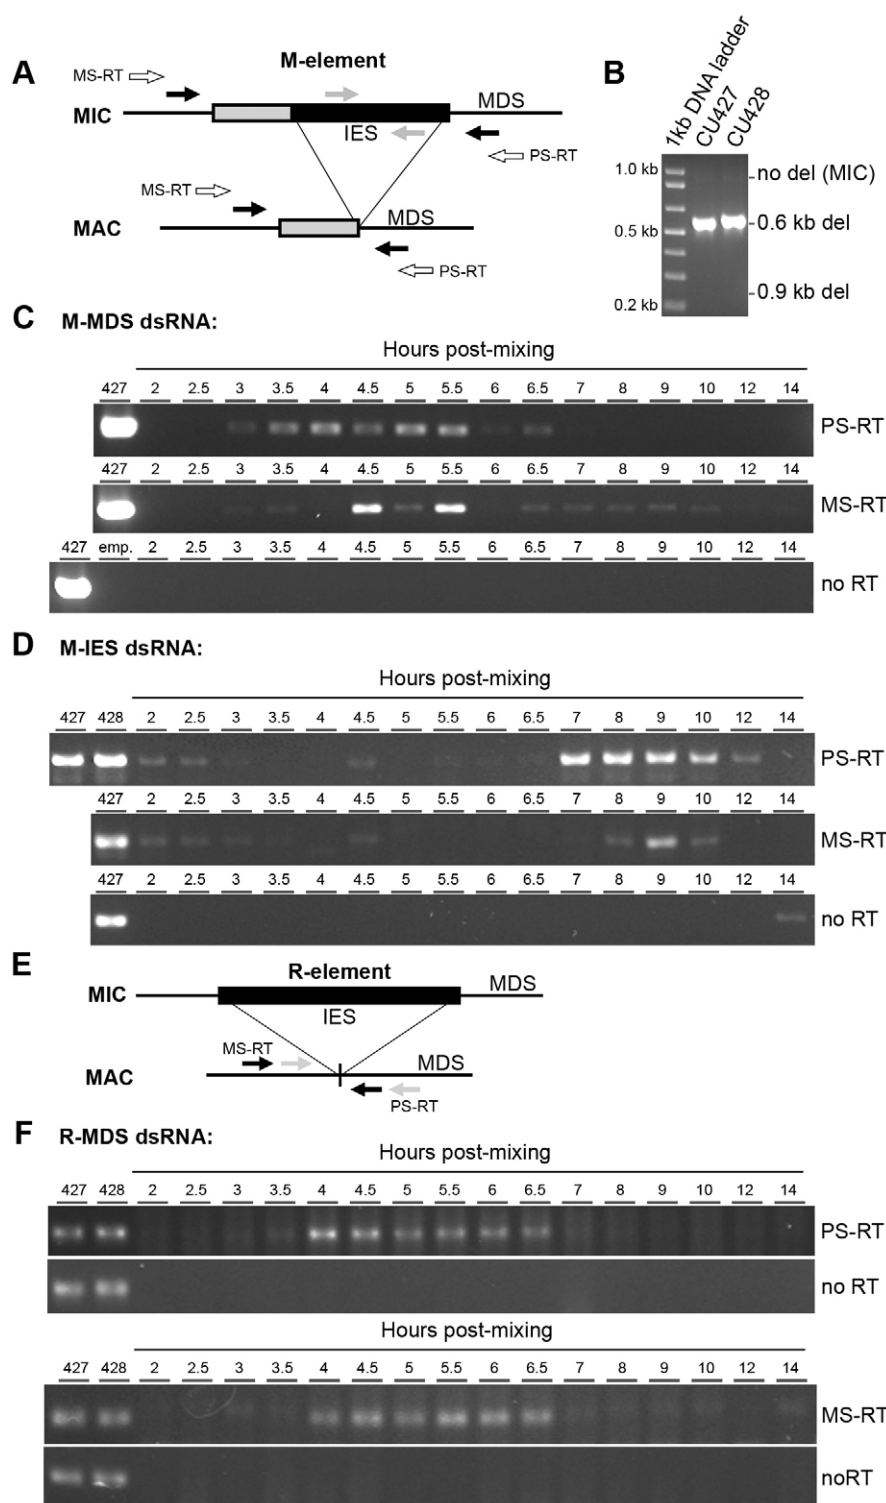 A
M-element
MS-RT
MIC
MDS
IES
PS-RT
MS-RT
MAC
MDS
PS-RT
B
1kb DNA ladder
CU427
CU428
1.0 kb
0.5 kb
0.2 kb
no del (MIC)
0.6 kb del
0.9 kb del
C M-MDS dsRNA:
Hours post-mixing
427 2 2.5 3 3.5 4 4.5 5 5.5 6 6.5 7 8 9 10 12 14
PS-RT
427 2 2.5 3 3.5 4 4.5 5 5.5 6 6.5 7 8 9 10 12 14
MS-RT
427 emp. 2 2.5 3 3.5 4 4.5 5 5.5 6 6.5 7 8 9 10 12 14
no RT
D M-IES dsRNA:
Hours post-mixing
427 428 2 2.5 3 3.5 4 4.5 5 5.5 6 6.5 7 8 9 10 12 14
PS-RT
427 2 2.5 3 3.5 4 4.5 5 5.5 6 6.5 7 8 9 10 12 14
MS-RT
427 2 2.5 3 3.5 4 4.5 5 5.5 6 6.5 7 8 9 10 12 14
no RT
E
R-element
MIC
MDS
IES
MS-RT
MAC
MDS
PS-RT
F R-MDS dsRNA:
Hours post-mixing
427 428 2 2.5 3 3.5 4 4.5 5 5.5 6 6.5 7 8 9 10 12 14
PS-RT
no RT
Hours post-mixing
427 428 2 2.5 3 3.5 4 4.5 5 5.5 6 6.5 7 8 9 10 12 14
MS-RT
noRT